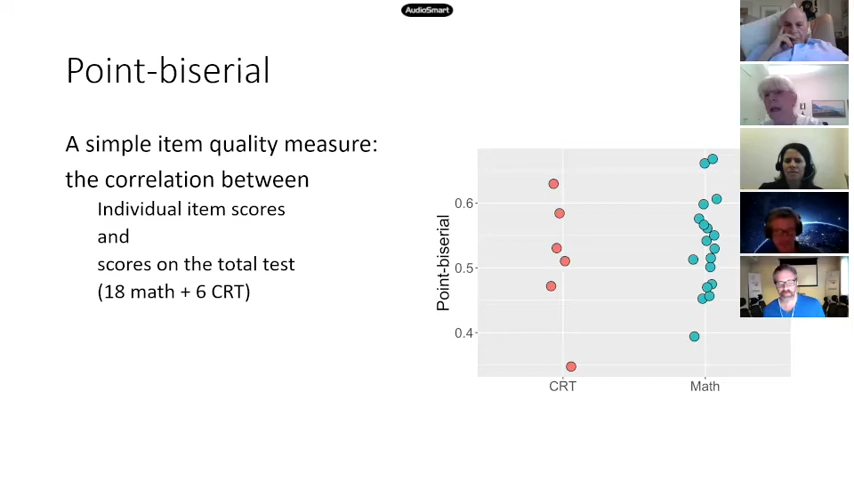 AudioSmart
Point-biserial
A simple item quality measure:
the correlation between
Individual item scores
and
scores on the total test
(18 math + 6 CRT)
Point-biserial
0.6
0.5
0.4
CRT
Math